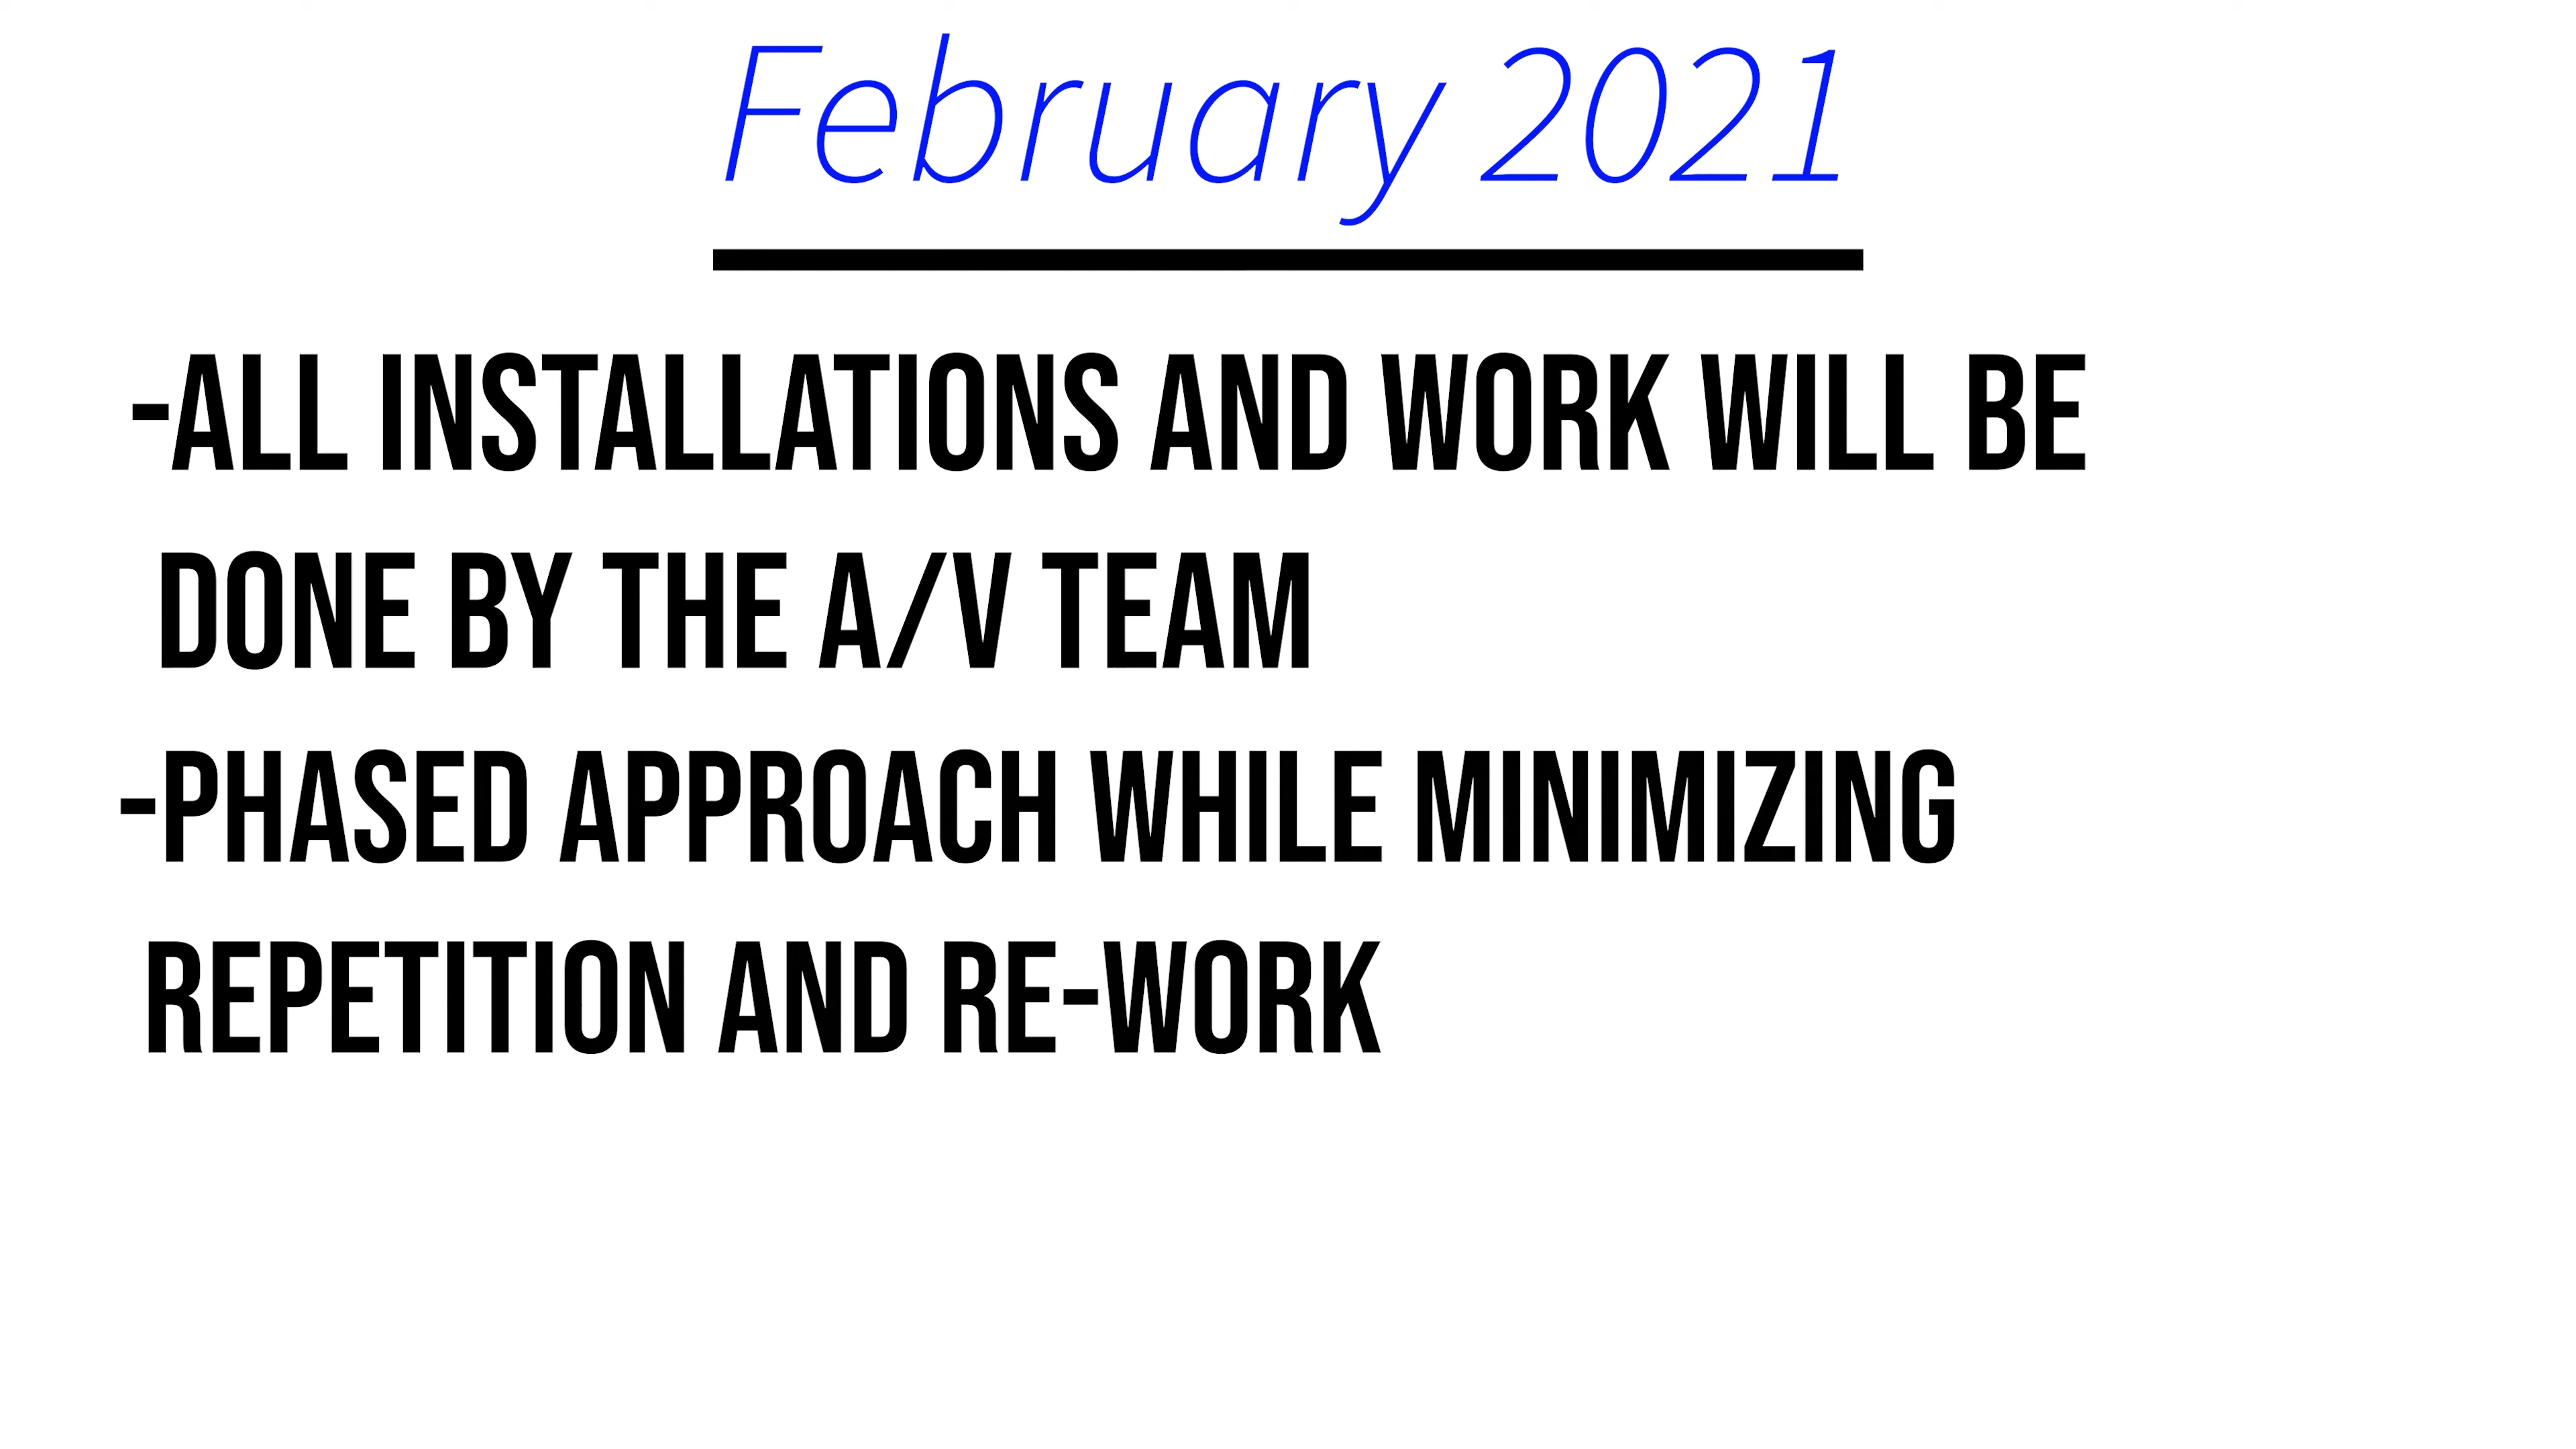 February 2021
-ALL INSTALLATIONS AND WORK WILL BE
DONE BY THE A/V TEAM
-PHASED APPROACH WHILE MINIMIZING
REPETITION AND RE-WORK